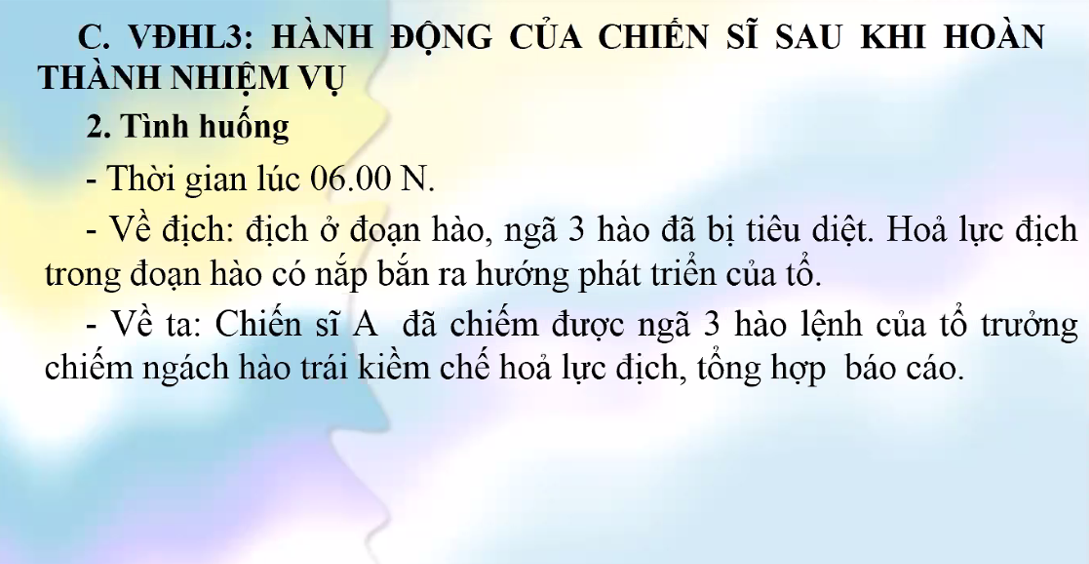 C. VĐHL3: HÀNH ĐỘNG CỦA CHIẾN SĨ SAU KHI HOÀN
THÀNH NHIỆM VỤ
2. Tình huống
- Thời gian lúc 06.00 N.
- Về địch: địch ở đoạn hào, ngã 3 hào đã bị tiêu diệt. Hoả lực địch
trong đoạn hào có nắp bắn ra hướng phát triển của tổ.
- Về ta: Chiến sĩ A đã chiếm được ngã 3 hào lệnh của tổ trưởng
chiếm ngách hào trái kiềm chế hoả lực địch, tổng hợp báo cáo.